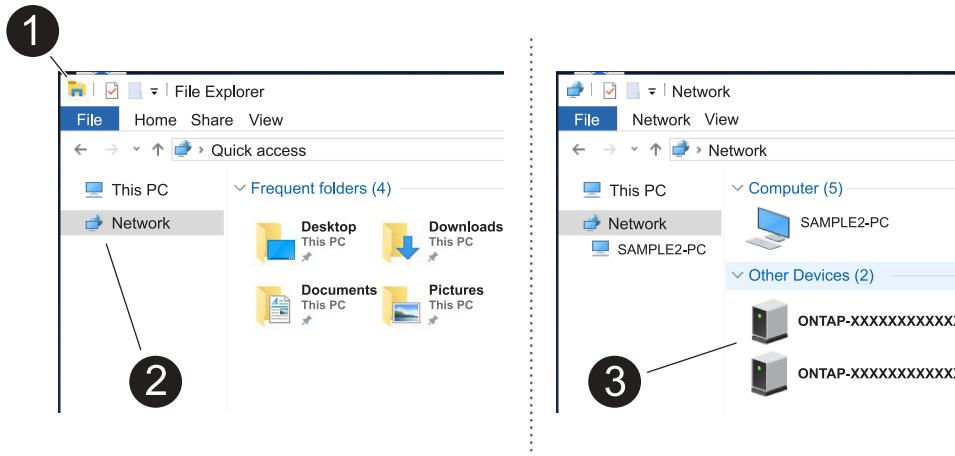 1
File Explorer
File Home Share View
Quick access
This PC
Network
Frequent folders (4)
Desktop
This PC
Downloads
This PC
Documents
This PC
Pictures
This PC
2
Network
File Network View
Network
This PC
Network
SAMPLE2-PC
Computer (5)
SAMPLE2-PC
Other Devices (2)
ONTAP-XXXXXXXXXXX
ONTAP-XXXXXXXXXXX
3